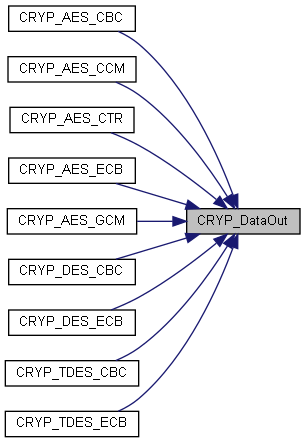 CRYP_AES_CBC
CRYP_AES_CCM
CRYP_AES_CTR
CRYP_AES_ECB
CRYP_AES_GCM
CRYP_DataOut
CRYP_DES_CBC
CRYP_DES_ECB
CRYP_TDES_CBC
CRYP_TDES_ECB